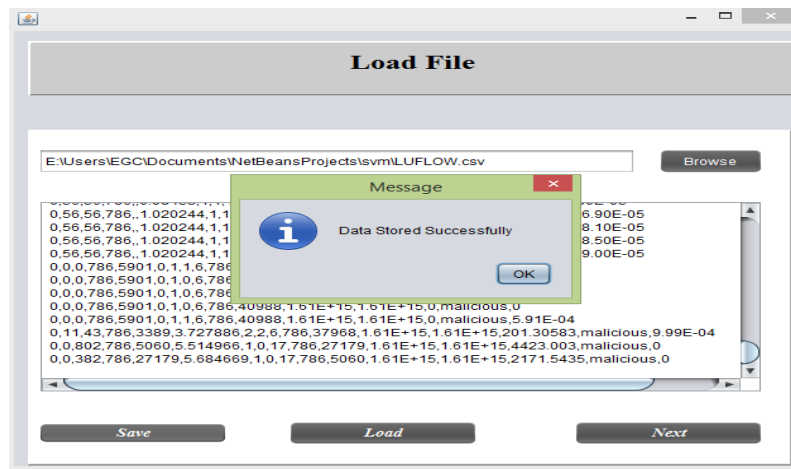 Load File
E:\Users\EGC\Documents\NetBeansProjects\svm\LUFLOW.csv
Browse
Message
Data Stored Successfully
OK
0,56,56,786,,1.020244,1,1 6.90E-05
0,56,56,786,,1.020244,1,1 8.10E-05
0,56,56,786,,1.020244,1,1 8.50E-05
0,56,56,786,,1.020244,1,1 9.00E-05
0,0,0,786,5901,0,1,1,6,786
0,0,0,786,5901,0,1,0,6,786
0,0,0,786,5901,0,1,0,6,786
0,0,0,786,5901,0,1,0,6,786,40988,1.61E+15,1.61E+15,0,malicious,0
0,0,0,786,5901,0,1,1,6,786,40988,1.61E+15,1.61E+15,0,malicious,5.91E-04
0,11,43,786,3389,3.727886,2,2,6,786,37968,1.61E+15,1.61E+15,201.30583,malicious,9.99E-04
0,0,802,786,5060,5.514966,1,0,17,786,27179,1.61E+15,1.61E+15,4423.003,malicious,0
0,0,382,786,27179,5.684669,1,0,17,786,5060,1.61E+15,1.61E+15,2171.5435,malicious,0
Save
Load
Next